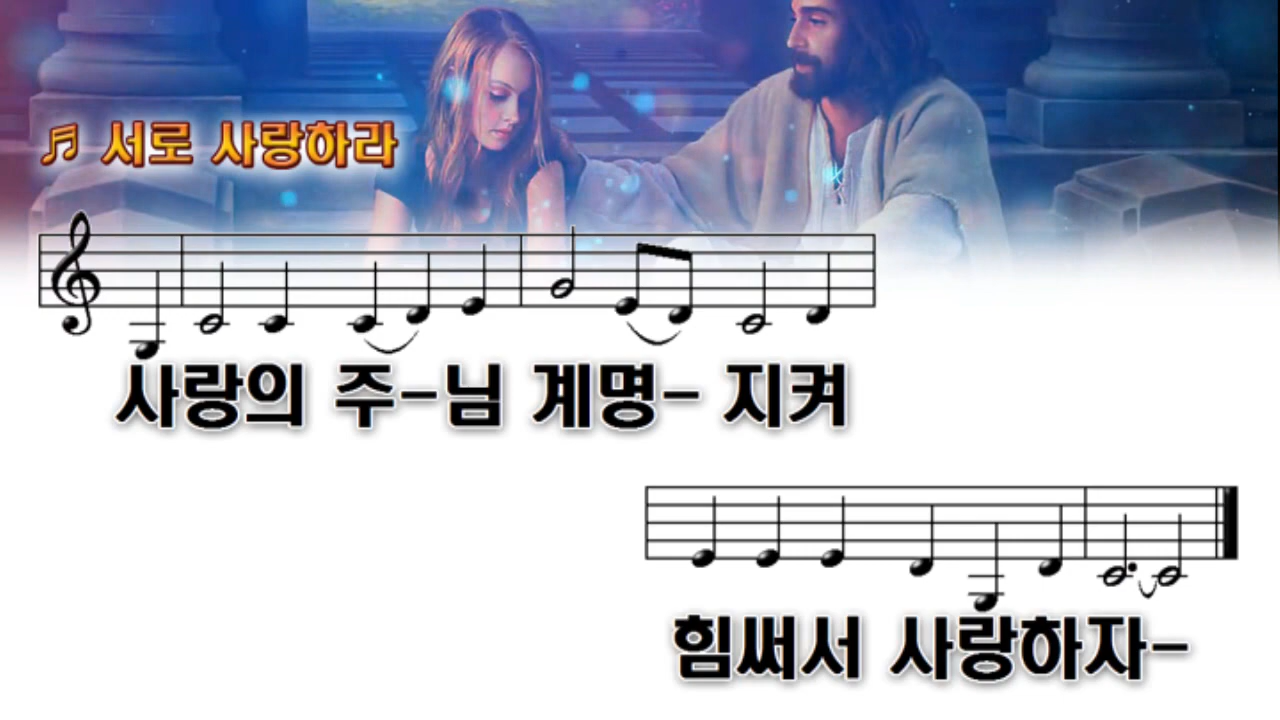 ♬ 서로 사랑하라
사랑의 주-님 계명- 지켜
힘써서 사랑하자-